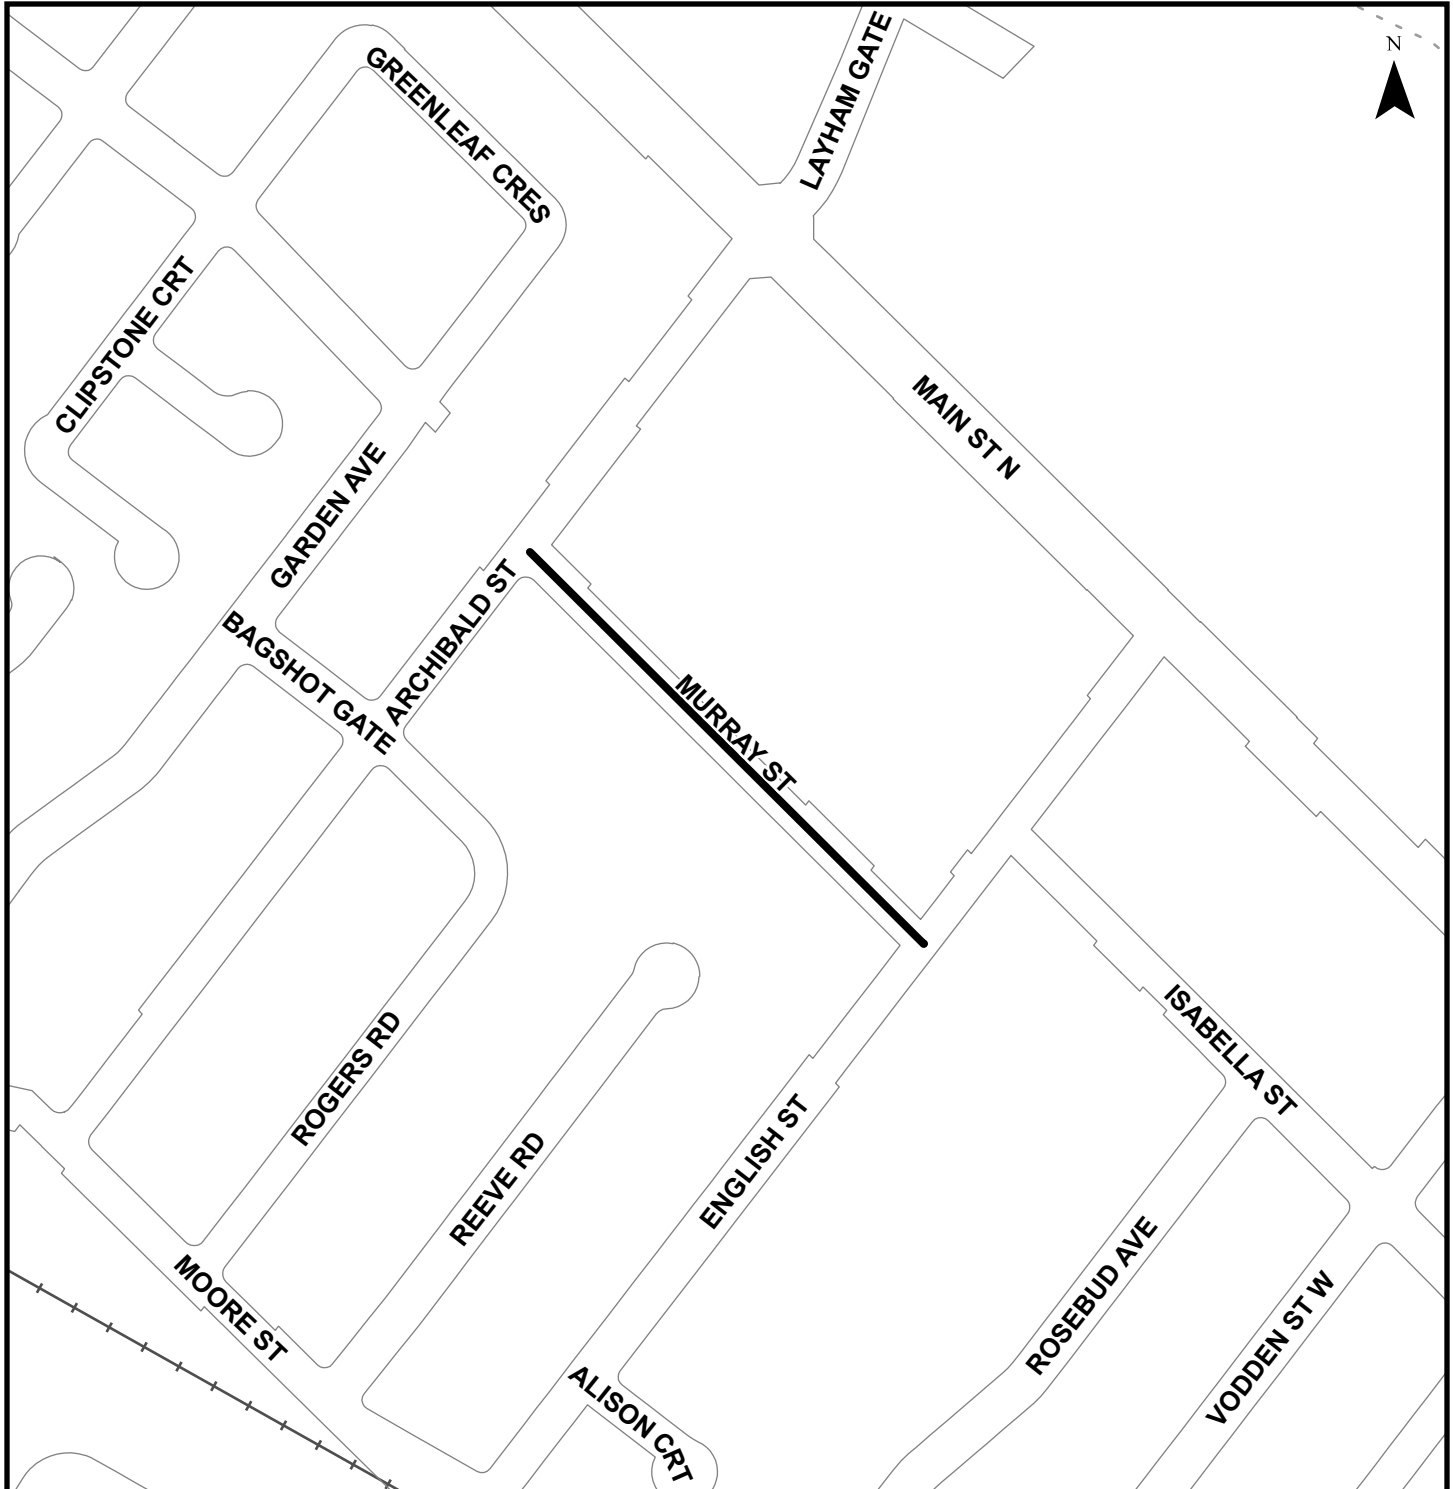 LAYHAM GATE
N
GREENLEAF CRES
CLIPSTONE CRT
MAIN ST N
GARDEN AVE
BAGSHOT GATE
ARCHIBALD ST
MURRAY ST
ISABELLA ST
ROGERS RD
REEVE RD
ENGLISH ST
ROSEBUD AVE
MOORE ST
VODDEN ST W
ALISON CRT